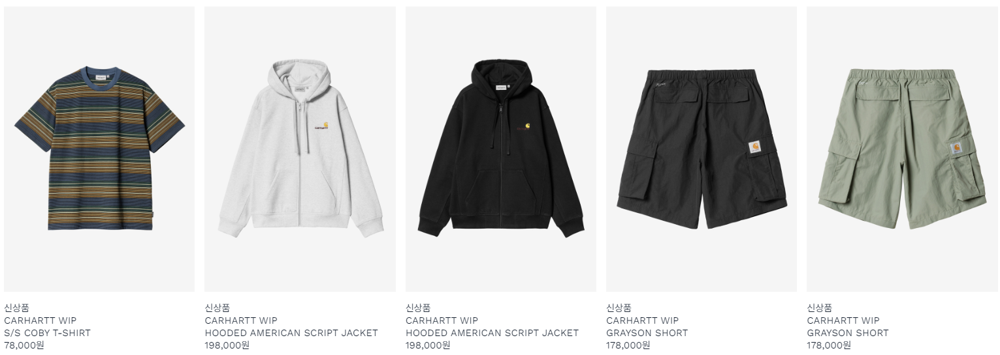 신상품
CARHARTT WIP
S/S COBY T-SHIRT
78,000원
신상품
CARHARTT WIP
HOODED AMERICAN SCRIPT JACKET
198,000원
신상품
CARHARTT WIP
HOODED AMERICAN SCRIPT JACKET
198,000원
신상품
CARHARTT WIP
GRAYSON SHORT
178,000원
신상품
CARHARTT WIP
GRAYSON SHORT
178,000원